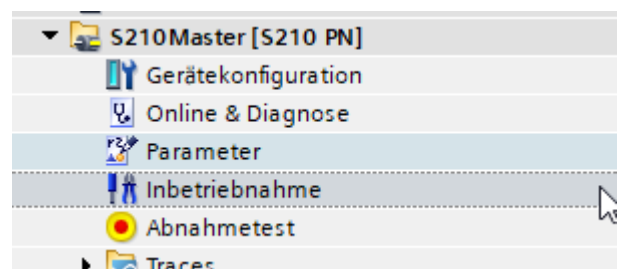 S210Master [S210 PN]
Gerätekonfiguration
Online & Diagnose
Parameter
Inbetriebnahme
Abnahmetest
Traces